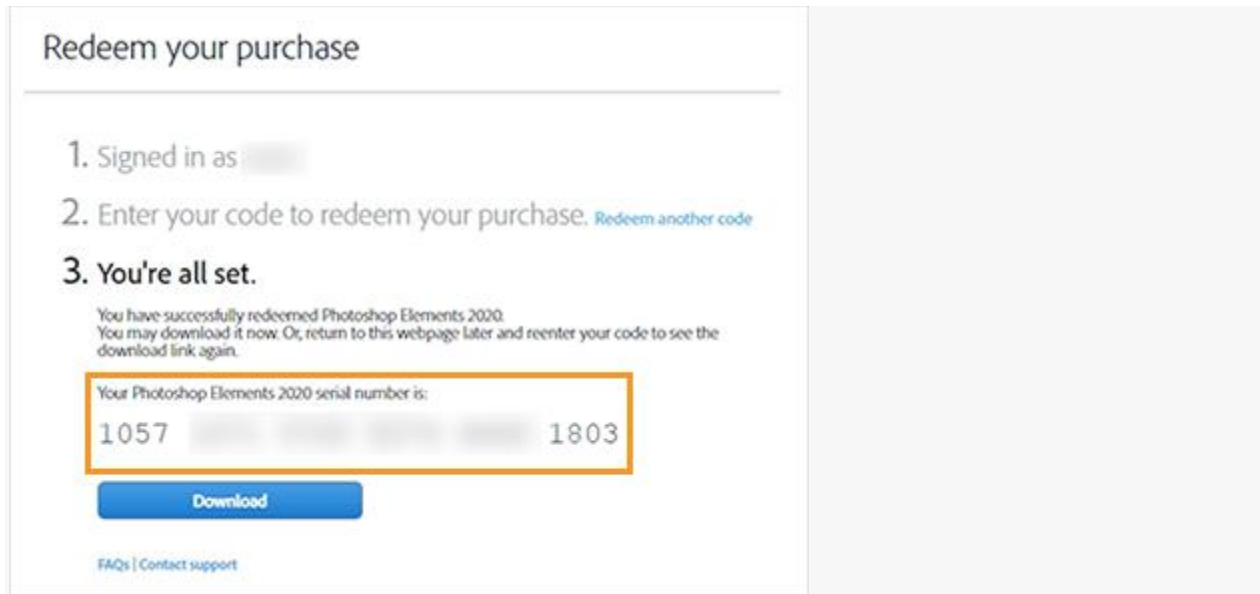 Redeem your purchase
1. Signed in as
2. Enter your code to redeem your purchase. Redeem another code
3. You're all set.
You have successfully redeemed Photoshop Elements 2020.
You may download it now. Or, return to this webpage later and reenter your code to see the
download link again.
Your Photoshop Elements 2020 serial number is:
1057 1803
Download
FAQs | Contact support